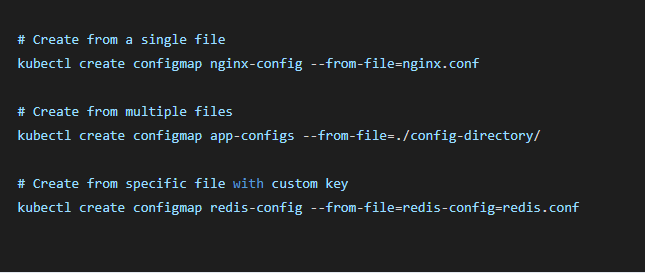 # Create from a single file
kubectl create configmap nginx-config --from-file=nginx.conf
# Create from multiple files
kubectl create configmap app-configs --from-file=./config-directory/
# Create from specific file with custom key
kubectl create configmap redis-config --from-file=redis-config=redis.conf